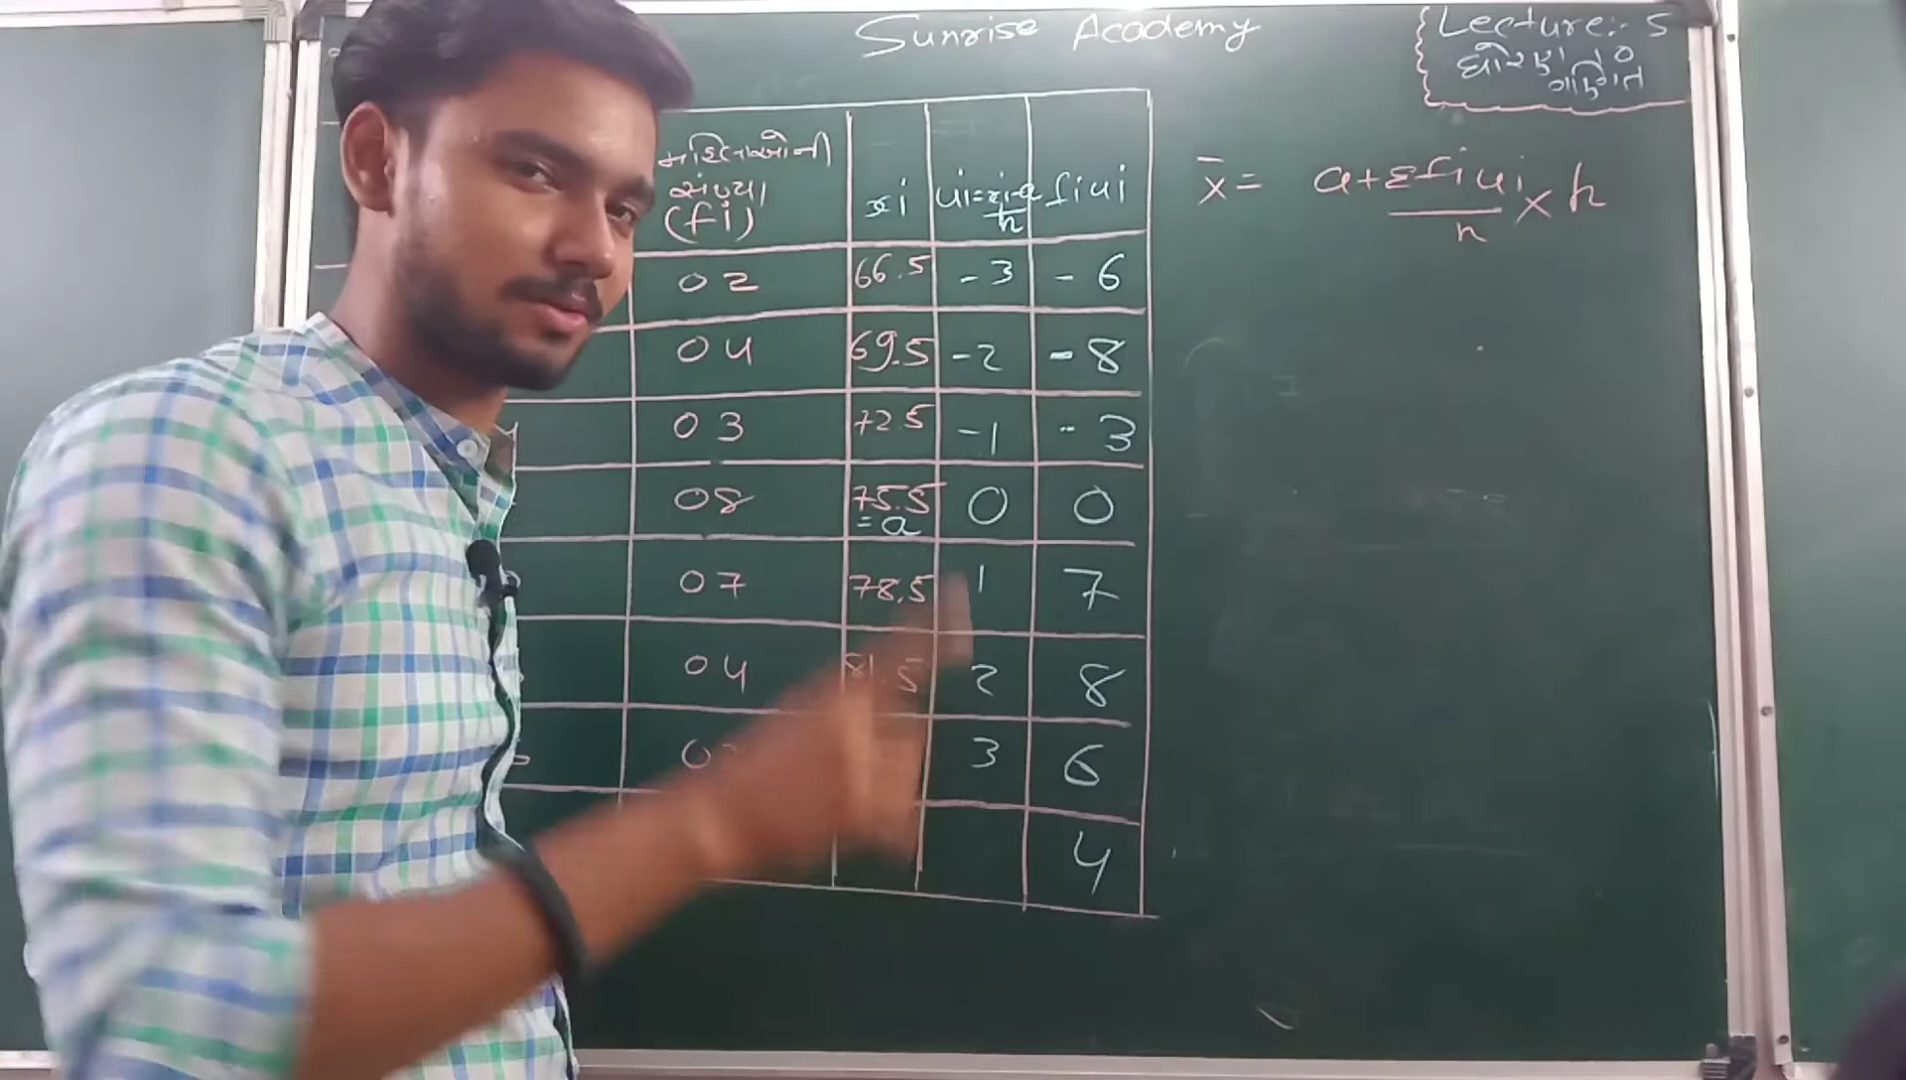 Sunrise Academy
Lecture:- 5
ધોરણ 10
ગણિત
મહિલાઓની
સંખ્યા
(fi)
xi
ui=xi-a
h
fiui
02 66.5 -3 -6
04 69.5 -2 -8
03 72.5 -1 -3
08 75.5 0 0
=a
07 78.5 1 7
04 81.5 2 8
3 6
4
x̄ = a+Σfiui × h
n